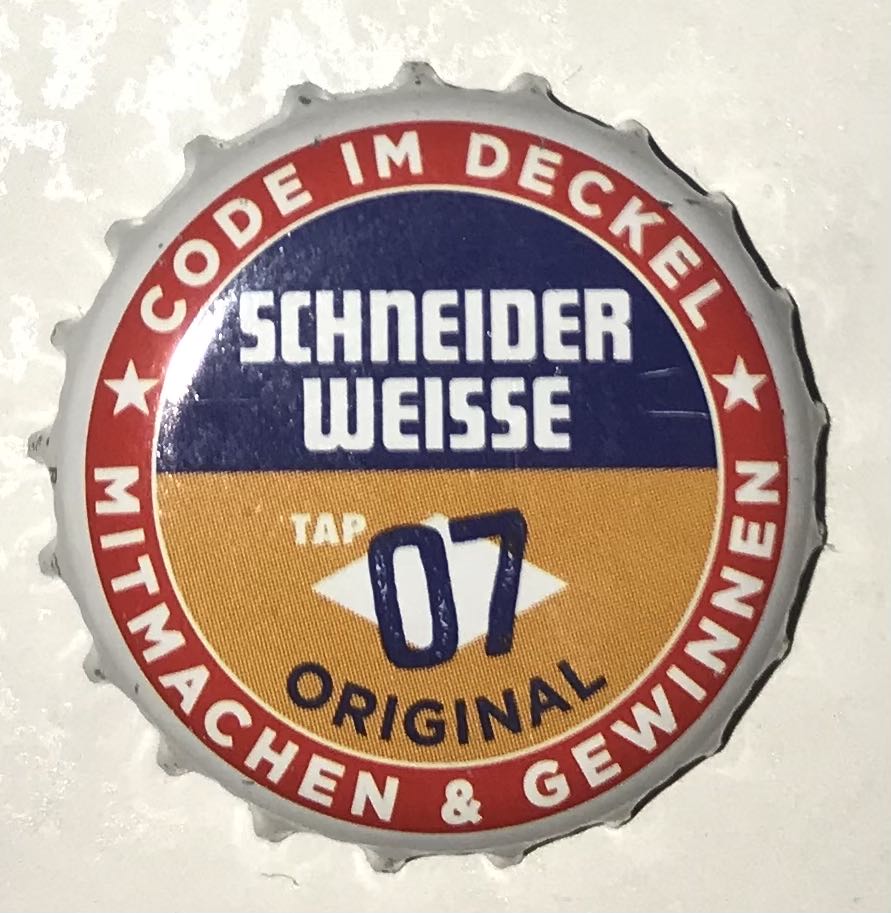 CODE IM DECKEL
SCHNEIDER
WEISSE
TAP 07
ORIGINAL
MITMACHEN & GEWINNEN